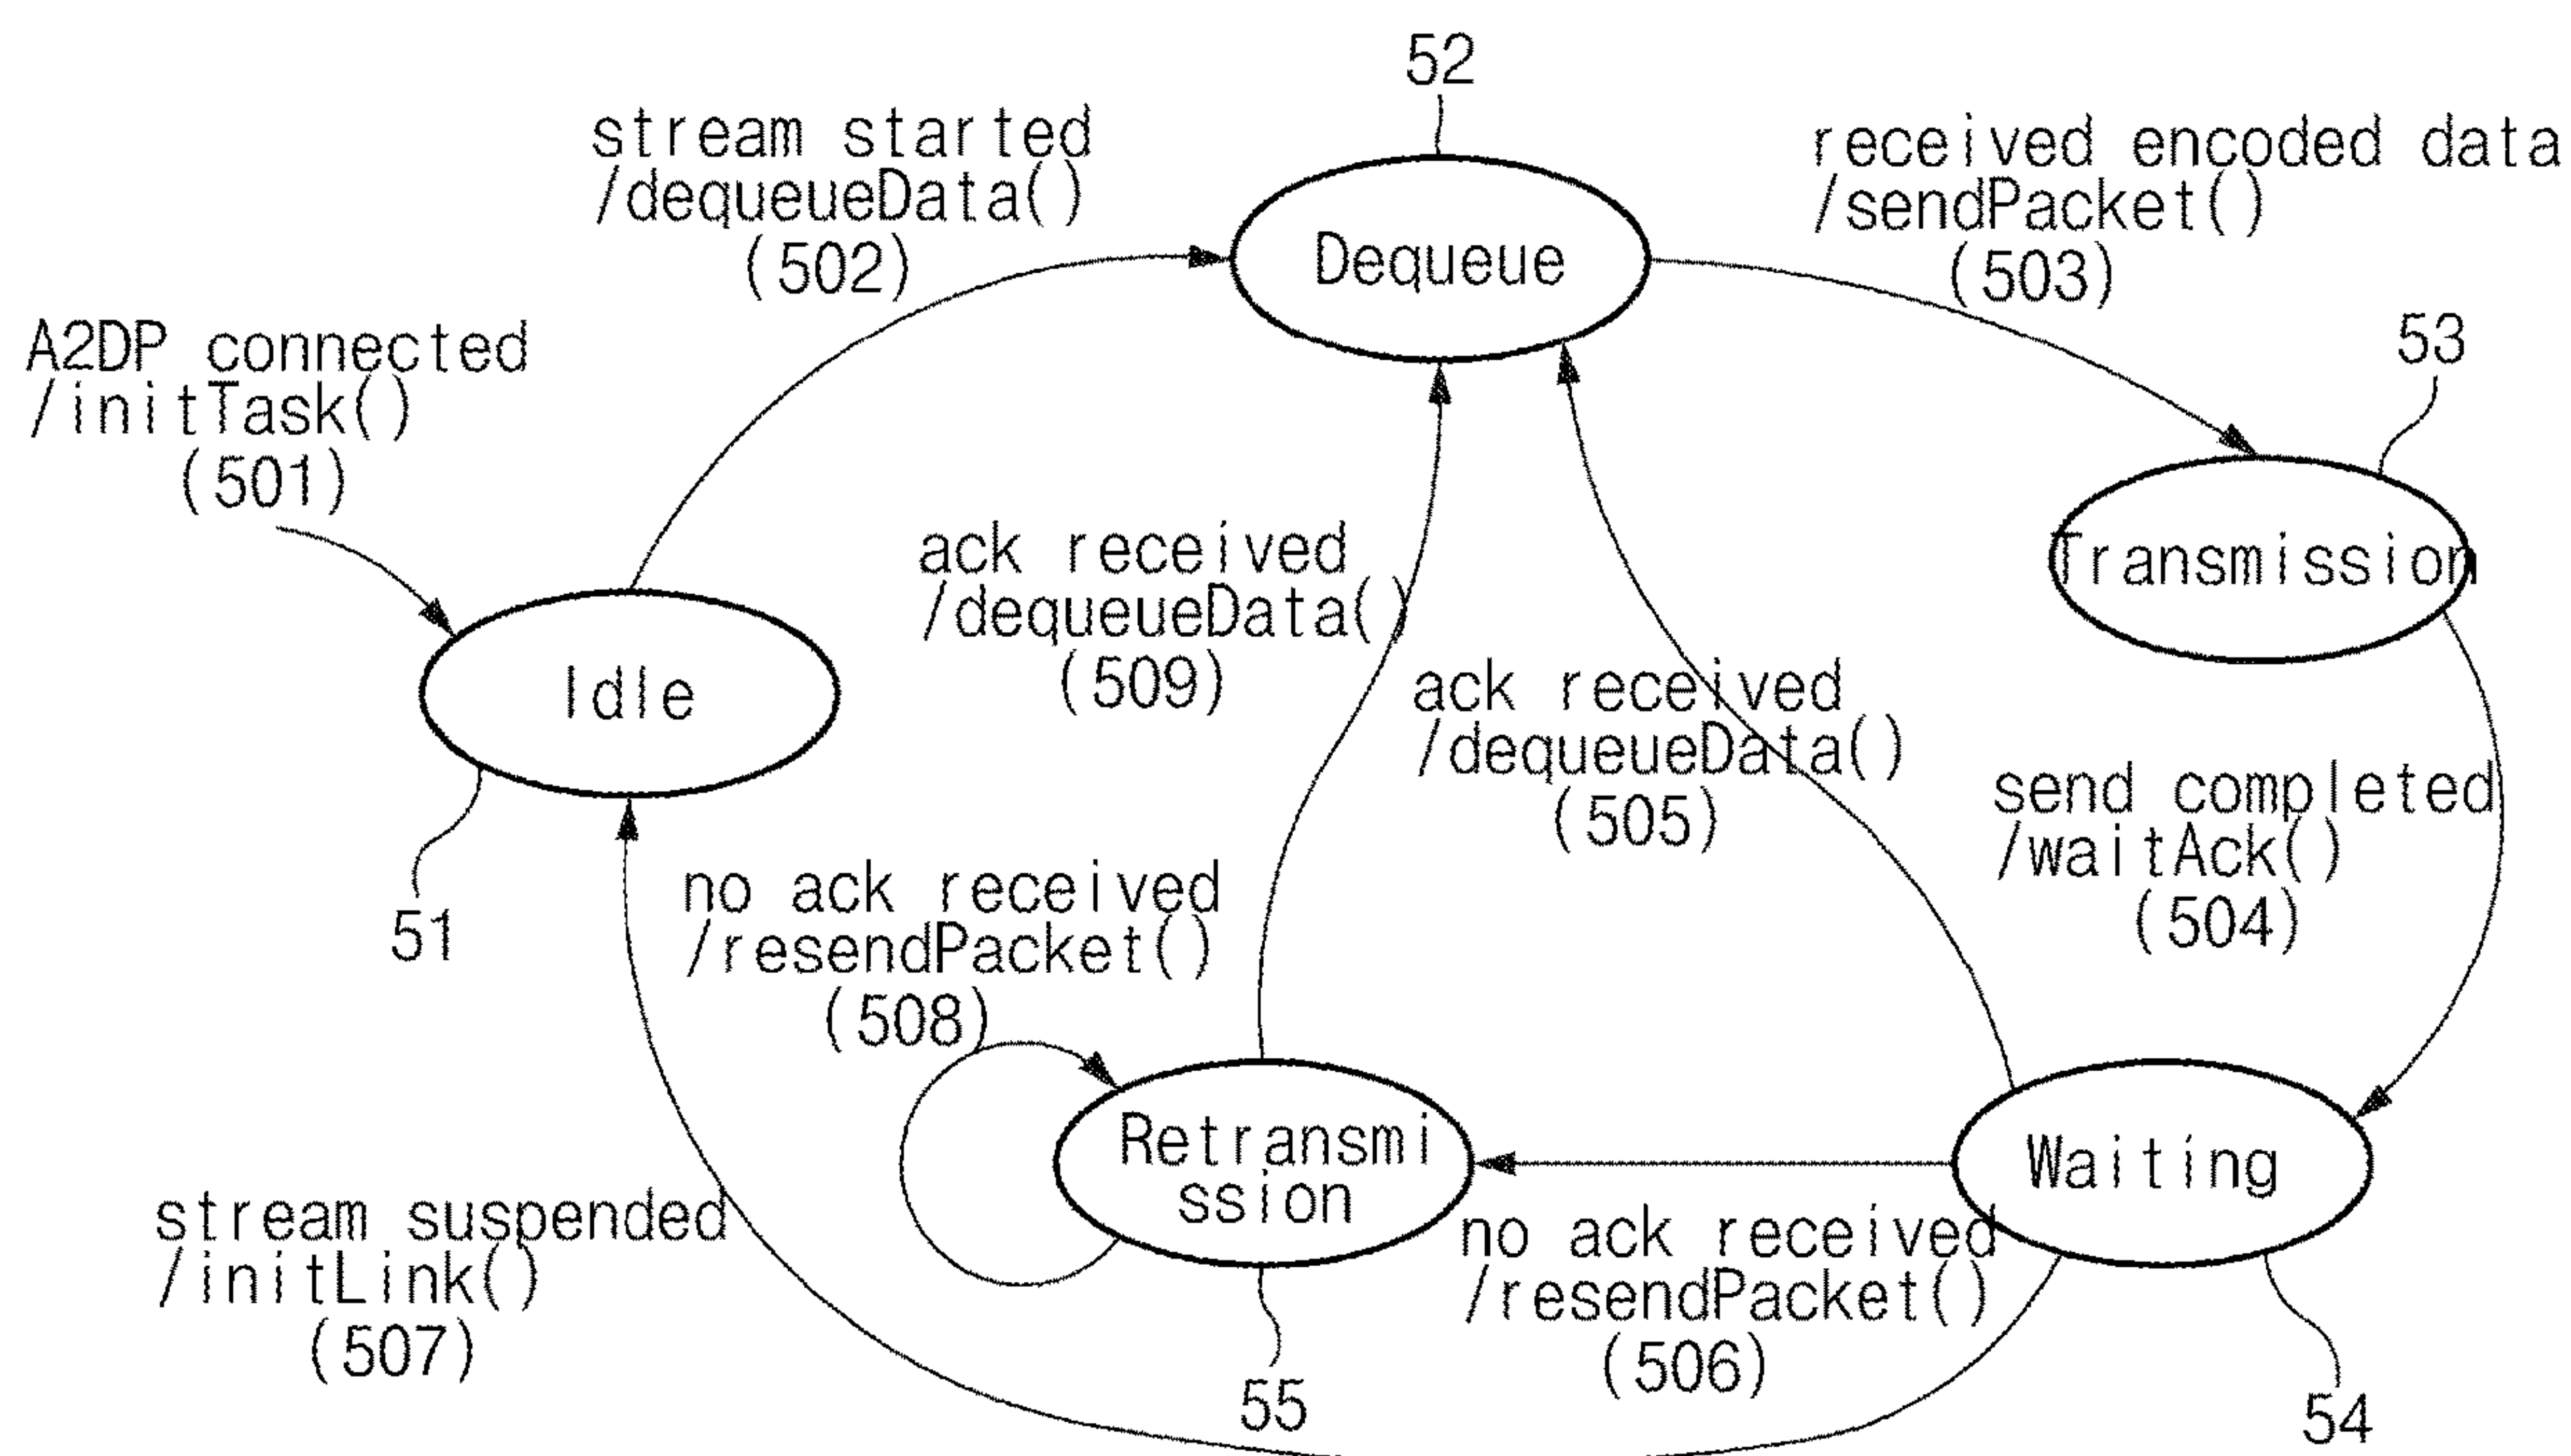 52
stream started
/dequeueData()
(502)
received encoded data
/sendPacket()
(503)
Dequeue
A2DP connected
/initTask()
(501)
53
ack received
/dequeueData()
(509)
Transmission
Idle
ack received
/dequeueData()
(505)
send completed
/waitAck()
(504)
51
no ack received
/resendPacket()
(508)
Retransmi
ssion
Waiting
stream suspended
/initLink()
(507)
no ack received
/resendPacket()
(506)
55
54